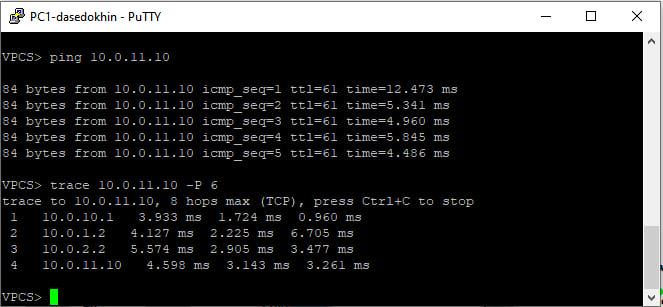 PC1-dasedokhin - PuTTY
VPCS> ping 10.0.11.10
84 bytes from 10.0.11.10 icmp_seq=1 ttl=61 time=12.473 ms
84 bytes from 10.0.11.10 icmp_seq=2 ttl=61 time=5.341 ms
84 bytes from 10.0.11.10 icmp_seq=3 ttl=61 time=4.960 ms
84 bytes from 10.0.11.10 icmp_seq=4 ttl=61 time=5.845 ms
84 bytes from 10.0.11.10 icmp_seq=5 ttl=61 time=4.486 ms
VPCS> trace 10.0.11.10 -P 6
trace to 10.0.11.10, 8 hops max (TCP), press Ctrl+C to stop
1 10.0.10.1 3.933 ms 1.724 ms 0.960 ms
2 10.0.1.2 4.127 ms 2.225 ms 6.705 ms
3 10.0.2.2 5.574 ms 2.905 ms 3.477 ms
4 10.0.11.10 4.598 ms 3.143 ms 3.261 ms
VPCS>